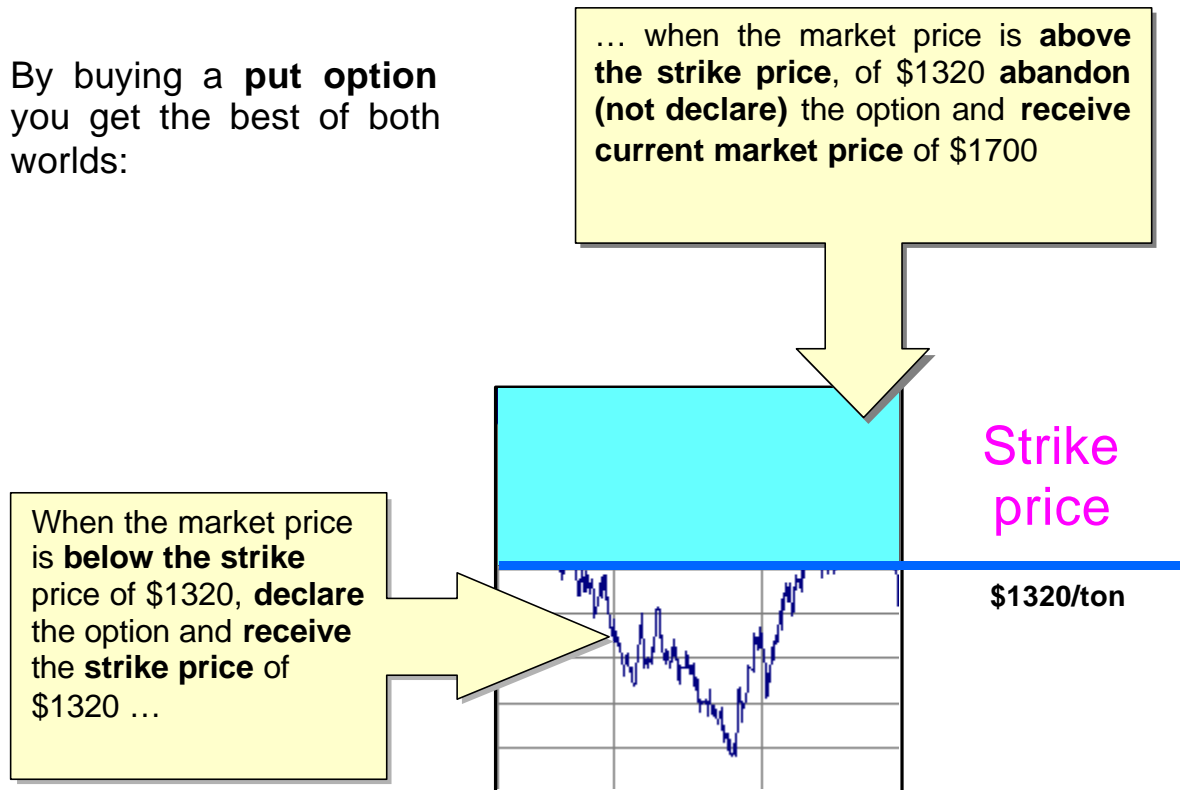 By buying a put option
you get the best of both
worlds:
… when the market price is above
the strike price, of $1320 abandon
(not declare) the option and receive
current market price of $1700
Strike
price
$1320/ton
When the market price
is below the strike
price of $1320, declare
the option and receive
the strike price of
$1320 …